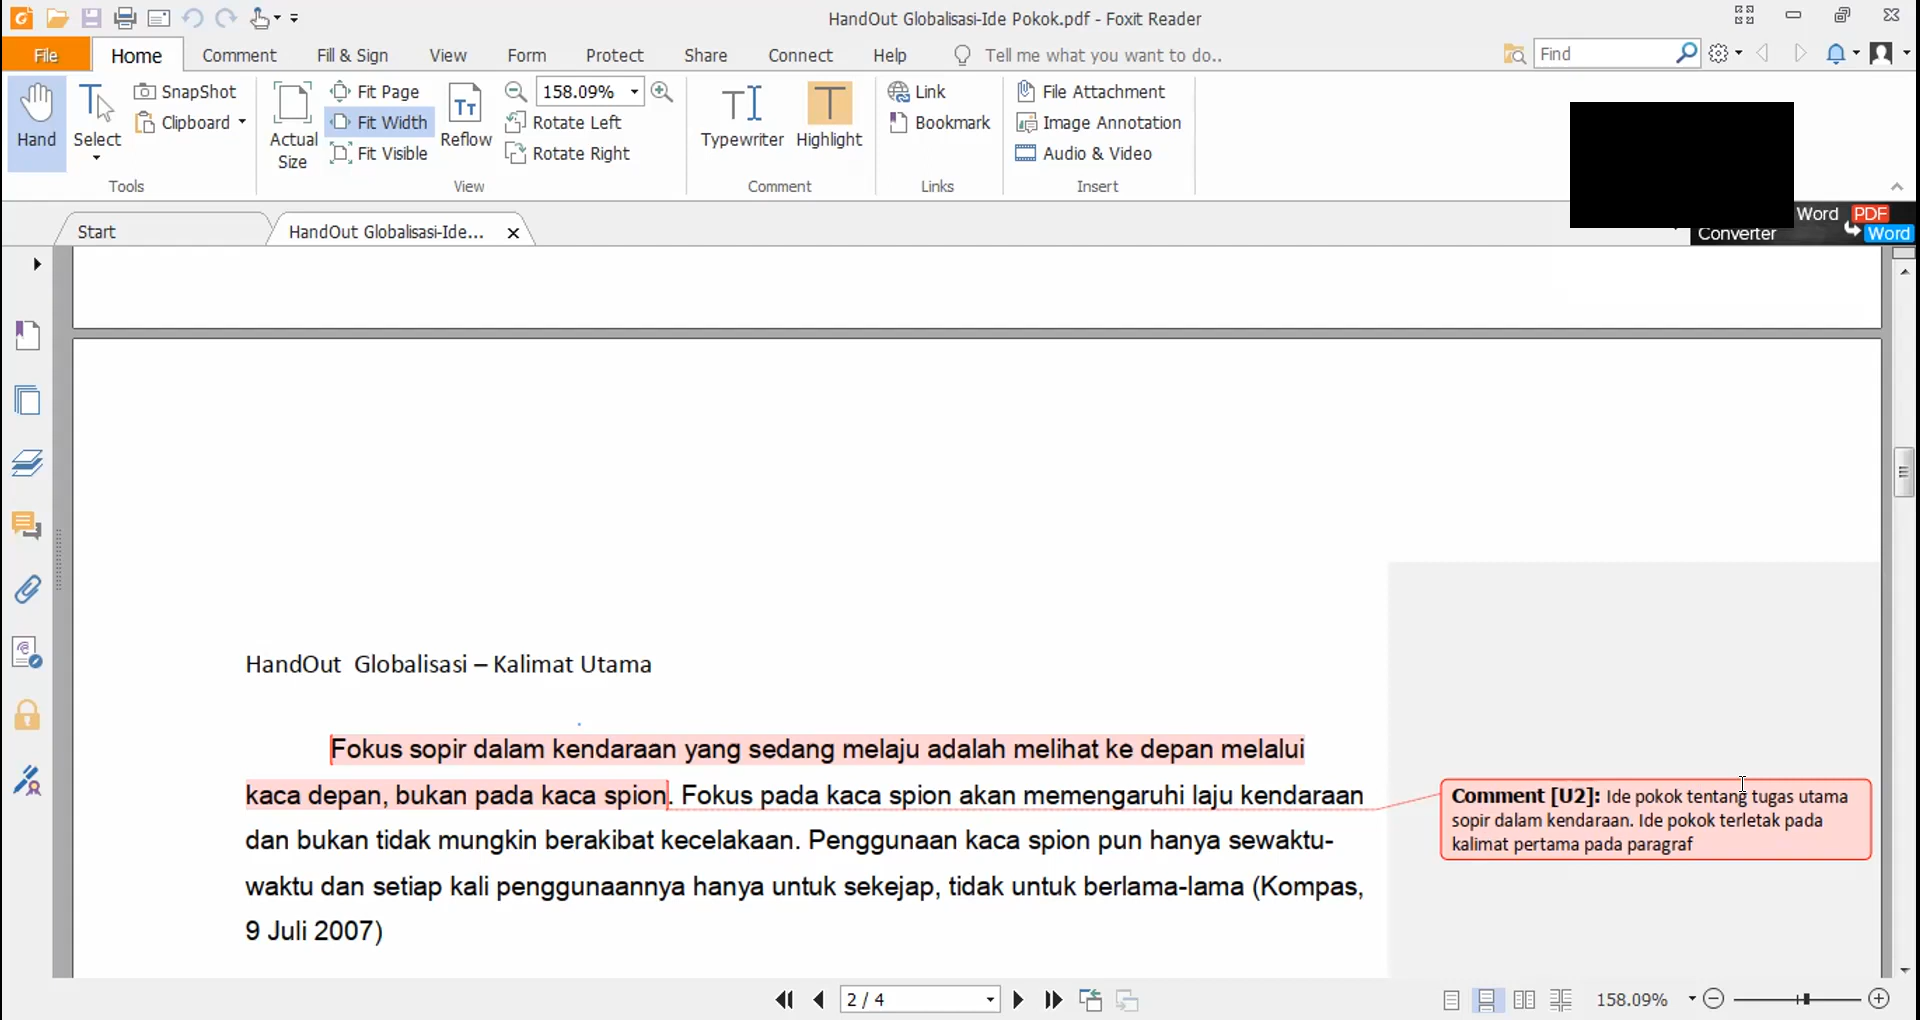 HandOut Globalisasi-Ide Pokok.pdf - Foxit Reader
File Home Comment Fill & Sign View Form Protect Share Connect Help Tell me what you want to do.. Find
Hand
Select
SnapShot
Clipboard
Tools
Actual Size
Fit Page
Fit Width
Fit Visible
Reflow
158.09%
Rotate Left
Rotate Right
View
Typewriter
Highlight
Comment
Link
Bookmark
Links
File Attachment
Image Annotation
Audio & Video
Insert
Word PDF
Converter Word
Start HandOut Globalisasi-Ide...
HandOut Globalisasi – Kalimat Utama
Fokus sopir dalam kendaraan yang sedang melaju adalah melihat ke depan melalui
kaca depan, bukan pada kaca spion. Fokus pada kaca spion akan memengaruhi laju kendaraan
dan bukan tidak mungkin berakibat kecelakaan. Penggunaan kaca spion pun hanya sewaktu-
waktu dan setiap kali penggunaannya hanya untuk sekejap, tidak untuk berlama-lama (Kompas,
9 Juli 2007)
Comment [U2]: Ide pokok tentang tugas utama
sopir dalam kendaraan. Ide pokok terletak pada
kalimat pertama pada paragraf
2 / 4
158.09%